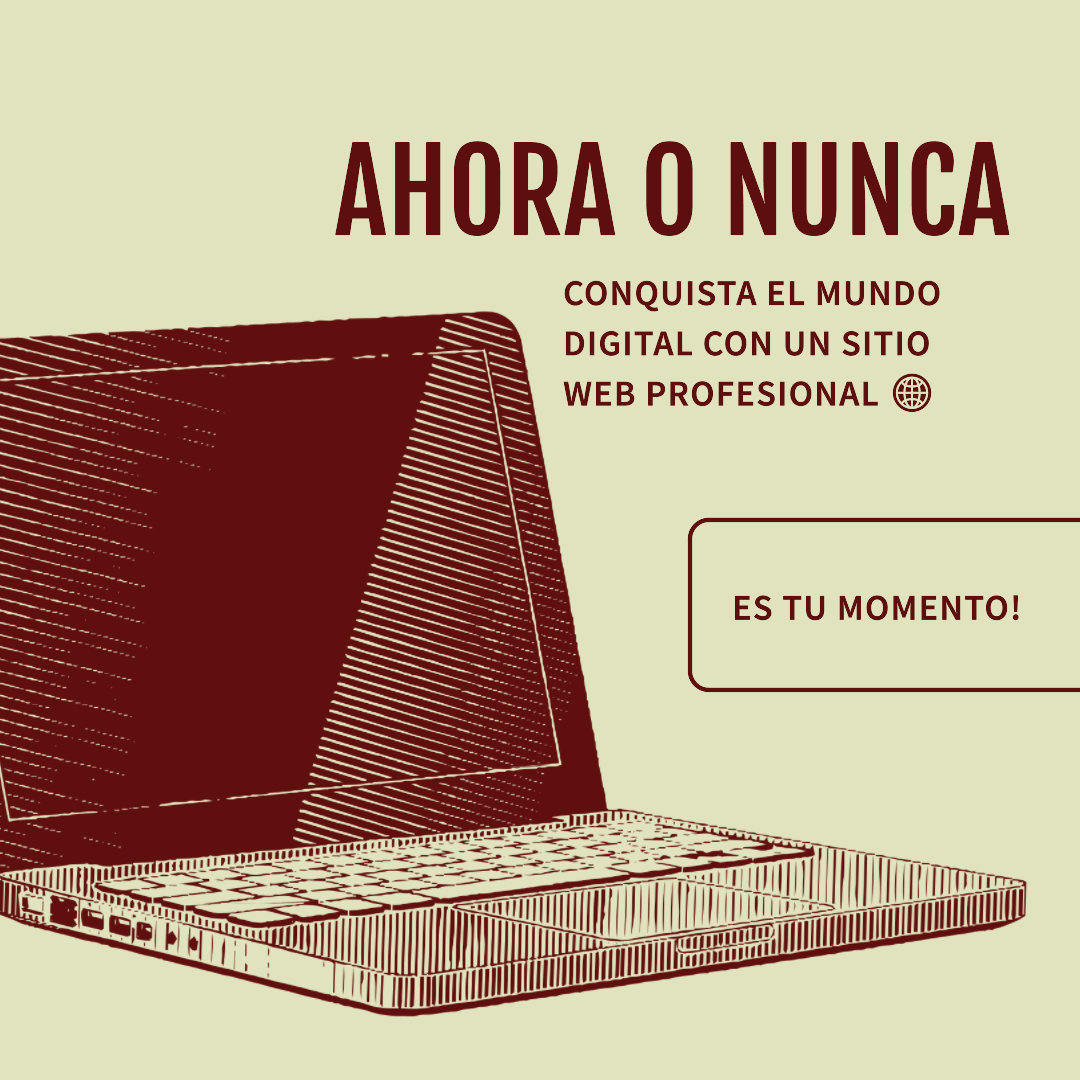 AHORA O NUNCA
CONQUISTA EL MUNDO
DIGITAL CON UN SITIO
WEB PROFESIONAL
ES TU MOMENTO!